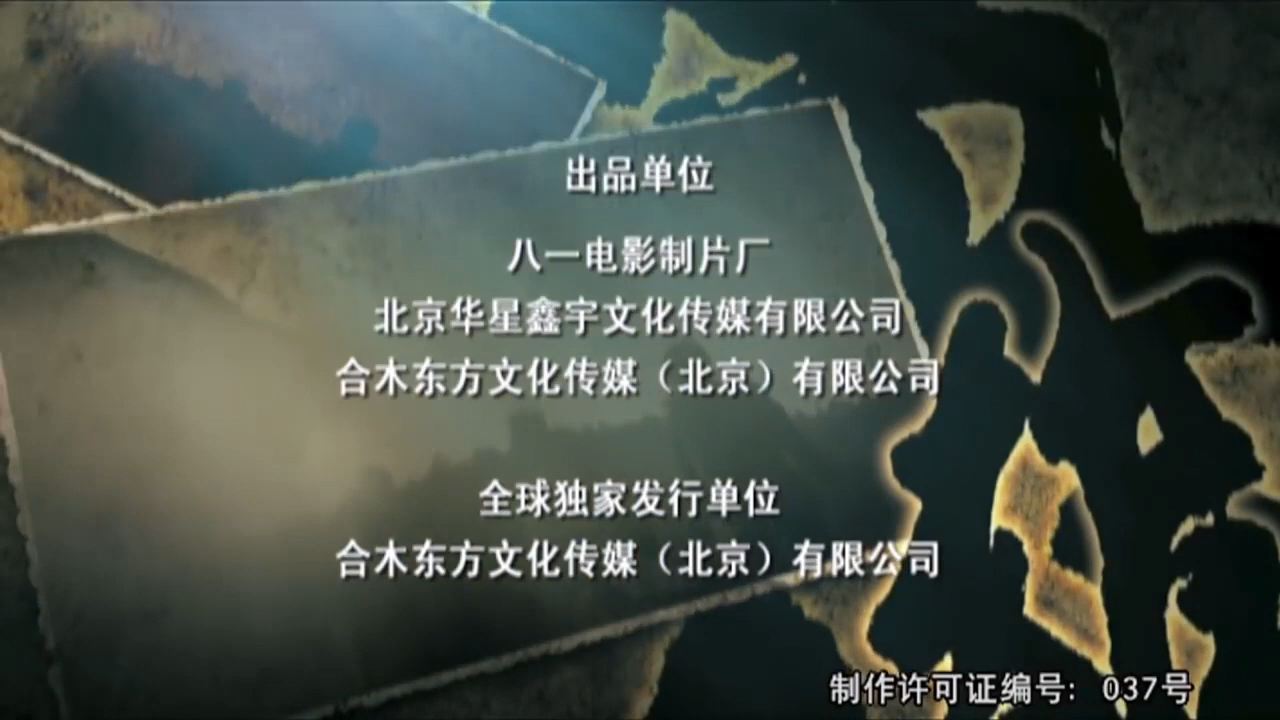 出品单位
八一电影制片厂
北京华星鑫宇文化传媒有限公司
合木东方文化传媒（北京）有限公司
全球独家发行单位
合木东方文化传媒（北京）有限公司
制作许可证编号: 037号